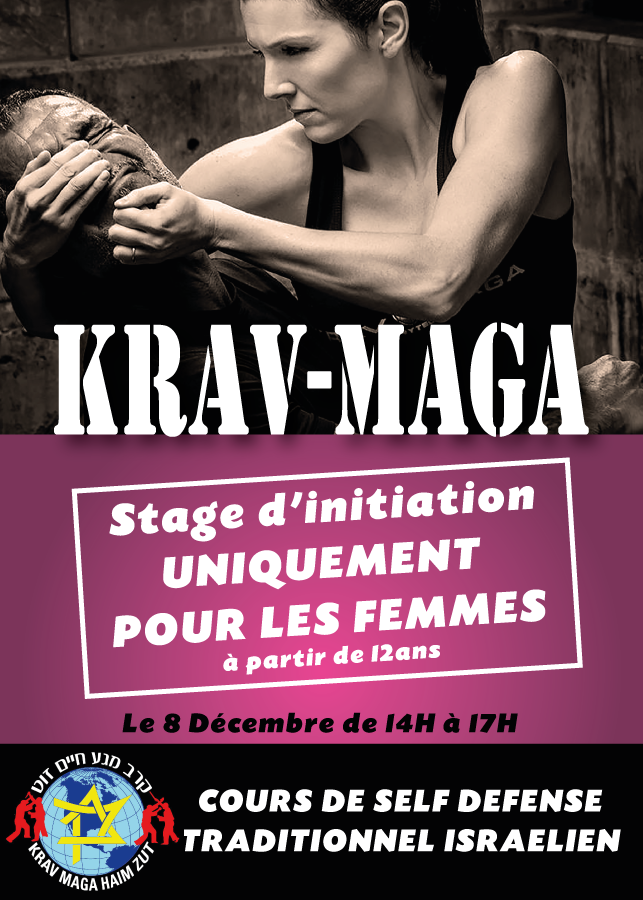 KRAV-MAGA
Stage d'initiation
UNIQUEMENT
POUR LES FEMMES
à partir de 12ans
Le 8 Décembre de 14H à 17H
קרב מגע חיים זוט
KRAV MAGA HAIM ZUT
COURS DE SELF DEFENSE
TRADITIONNEL ISRAELIEN